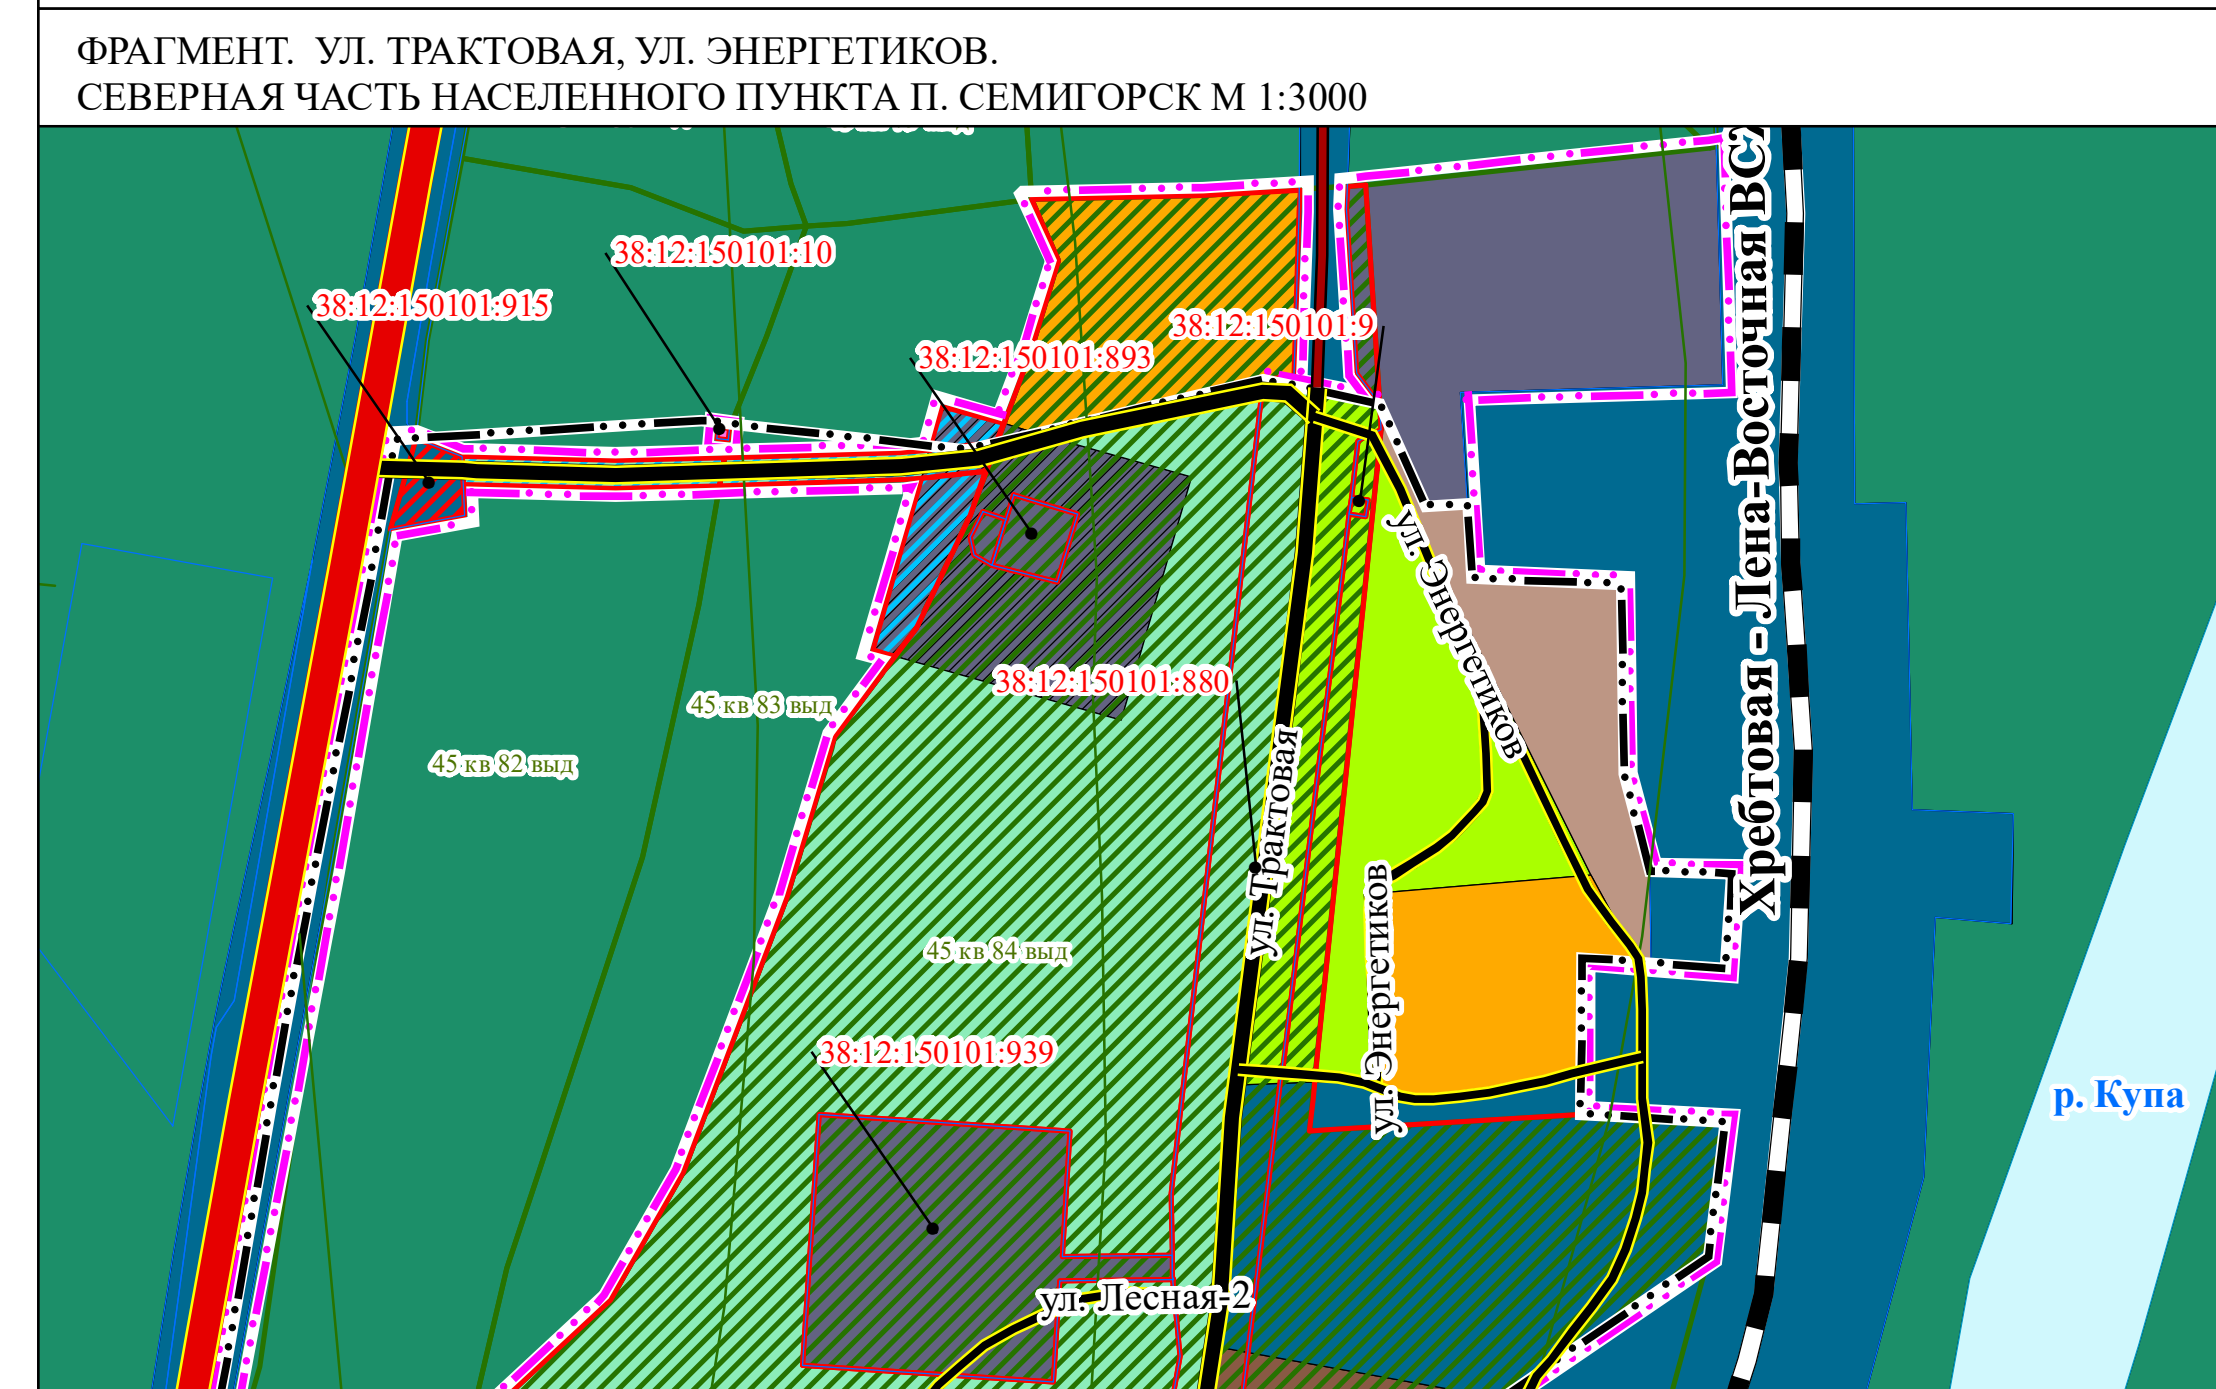 ФРАГМЕНТ. УЛ. ТРАКТОВАЯ, УЛ. ЭНЕРГЕТИКОВ.
СЕВЕРНАЯ ЧАСТЬ НАСЕЛЕННОГО ПУНКТА П. СЕМИГОРСК М 1:3000
38:12:150101:10
38:12:150101:915
38:12:150101:9
38:12:150101:893
ул. Энергетиков
38:12:150101:880
45 кв 83 выд
45 кв 82 выд
ул. Трактовая
Хребтовая - Лена-Восточная ВС
45 кв 84 выд
ул. Энергетиков
38:12:150101:939
р. Купа
ул. Лесная-2